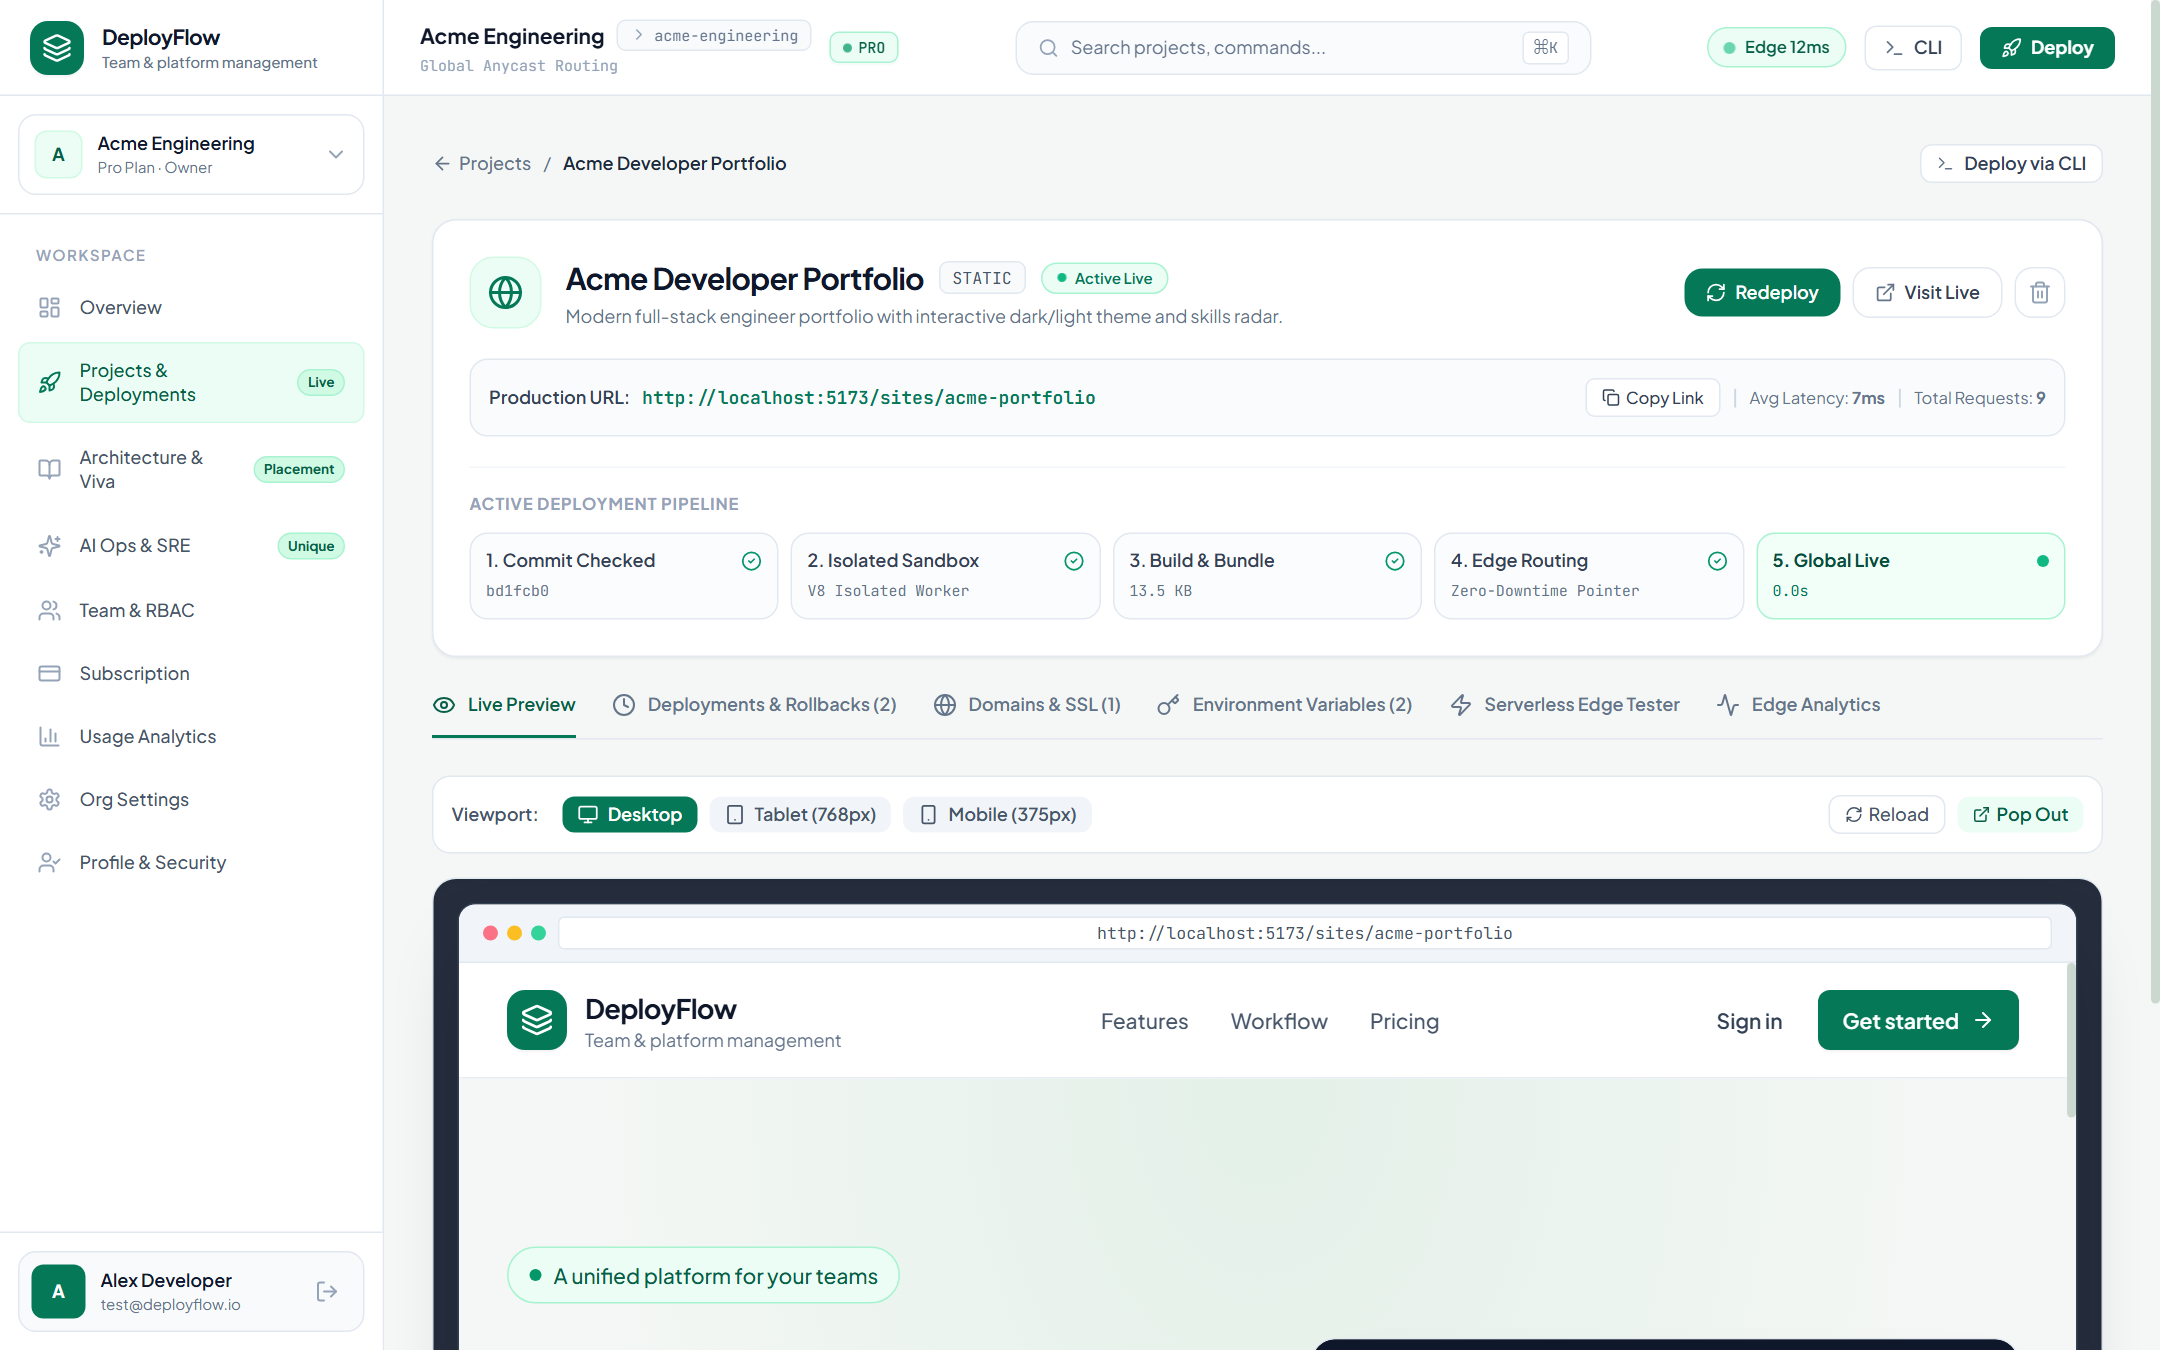 DeployFlow
Team & platform management
Acme Engineering
acme-engineering
Global Anycast Routing
PRO
Search projects, commands...
⌘K
Edge 12ms
CLI
Deploy
A
Acme Engineering
Pro Plan · Owner
WORKSPACE
Overview
Projects &
Deployments
Live
Architecture &
Viva
Placement
AI Ops & SRE
Unique
Team & RBAC
Subscription
Usage Analytics
Org Settings
Profile & Security
A
Alex Developer
test@deployflow.io
Projects / Acme Developer Portfolio
Deploy via CLI
Acme Developer Portfolio
STATIC
Active Live
Modern full-stack engineer portfolio with interactive dark/light theme and skills radar.
Redeploy
Visit Live
Production URL: http://localhost:5173/sites/acme-portfolio
Copy Link
Avg Latency: 7ms
Total Requests: 9
ACTIVE DEPLOYMENT PIPELINE
1. Commit Checked
bd1fcb0
2. Isolated Sandbox
V8 Isolated Worker
3. Build & Bundle
13.5 KB
4. Edge Routing
Zero-Downtime Pointer
5. Global Live
0.0s
Live Preview
Deployments & Rollbacks (2)
Domains & SSL (1)
Environment Variables (2)
Serverless Edge Tester
Edge Analytics
Viewport:
Desktop
Tablet (768px)
Mobile (375px)
Reload
Pop Out
http://localhost:5173/sites/acme-portfolio
DeployFlow
Team & platform management
Features
Workflow
Pricing
Sign in
Get started
A unified platform for your teams